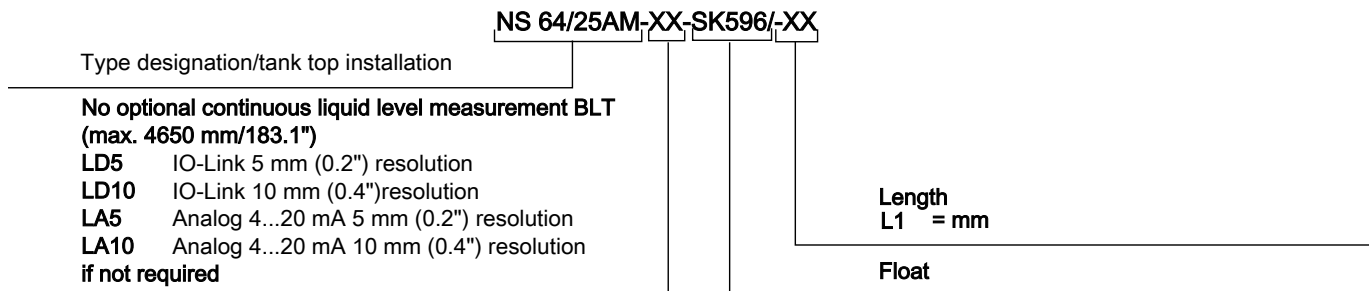 NS 64/25AM-XX-SK596/-XX
Type designation/tank top installation
No optional continuous liquid level measurement BLT
(max. 4650 mm/183.1")
LD5 IO-Link 5 mm (0.2") resolution
LD10 IO-Link 10 mm (0.4")resolution
LA5 Analog 4...20 mA 5 mm (0.2") resolution
LA10 Analog 4...20 mA 10 mm (0.4") resolution
if not required
Length
L1 = mm
Float